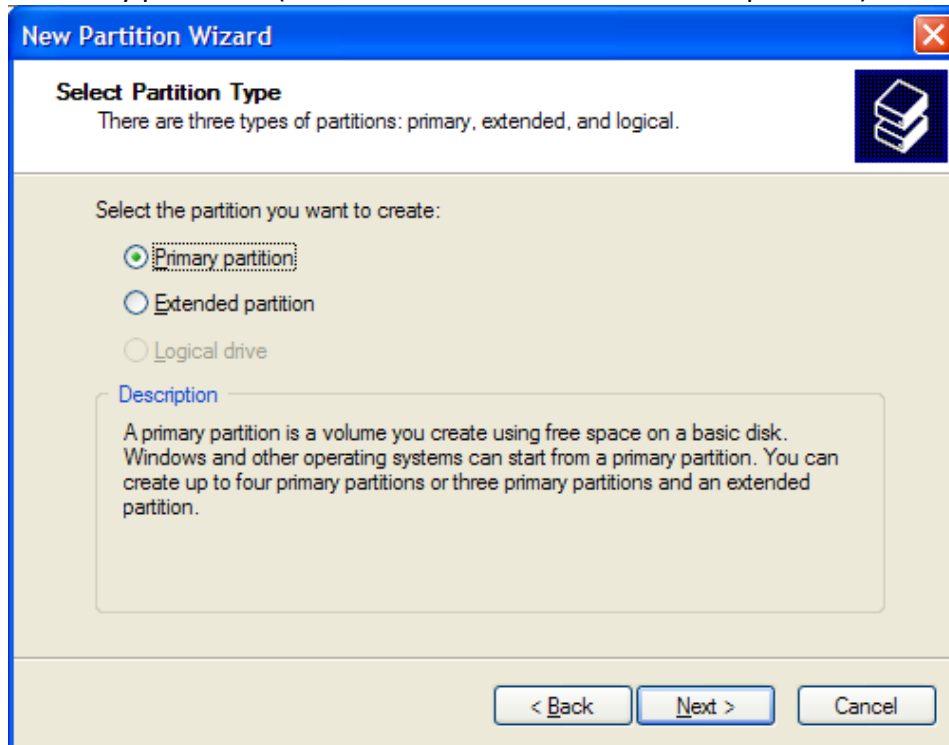 New Partition Wizard
Select Partition Type
There are three types of partitions: primary, extended, and logical.
Select the partition you want to create:
Primary partition
Extended partition
Logical drive
Description
A primary partition is a volume you create using free space on a basic disk.
Windows and other operating systems can start from a primary partition. You can
create up to four primary partitions or three primary partitions and an extended
partition.
< Back
Next >
Cancel